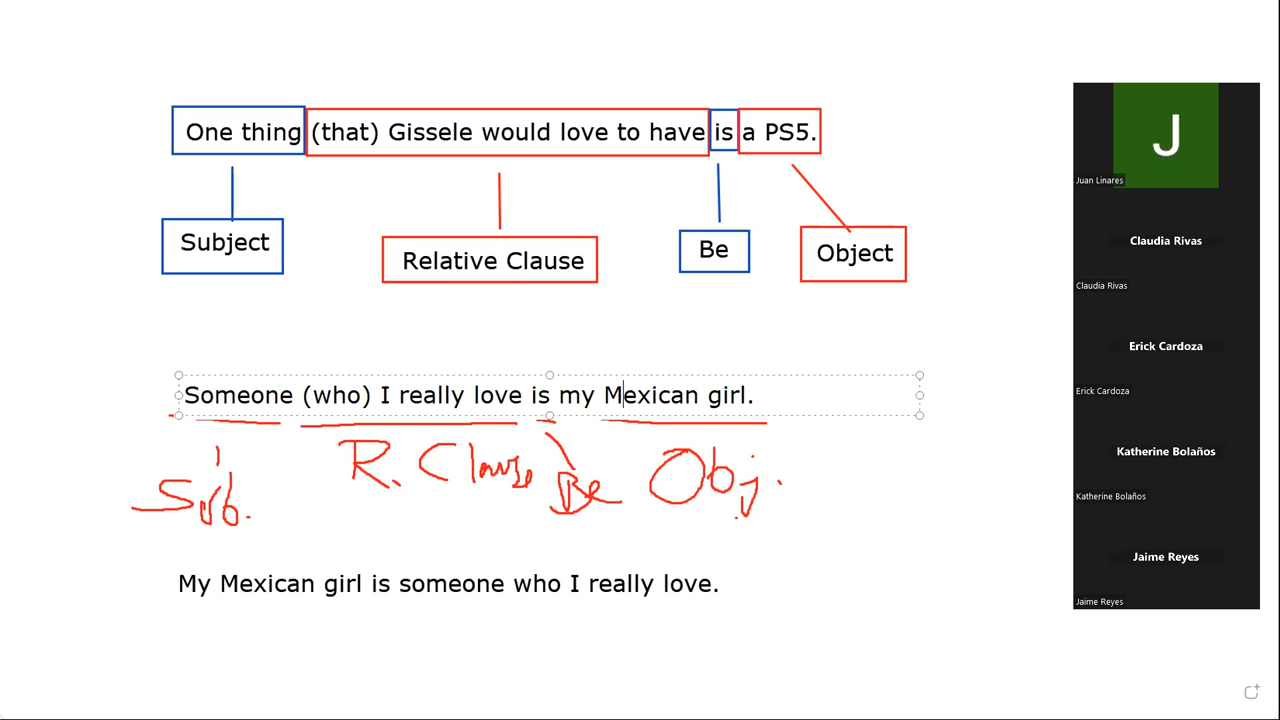 One thing (that) Gissele would love to have is a PS5.
Subject
Relative Clause
Be
Object
Someone (who) I really love is my Mexican girl.
Sub.
R. Clause
Be
Obj.
My Mexican girl is someone who I really love.
J
Juan Linares
Claudia Rivas
Claudia Rivas
Erick Cardoza
Erick Cardoza
Katherine Bolaños
Katherine Bolaños
Jaime Reyes
Jaime Reyes